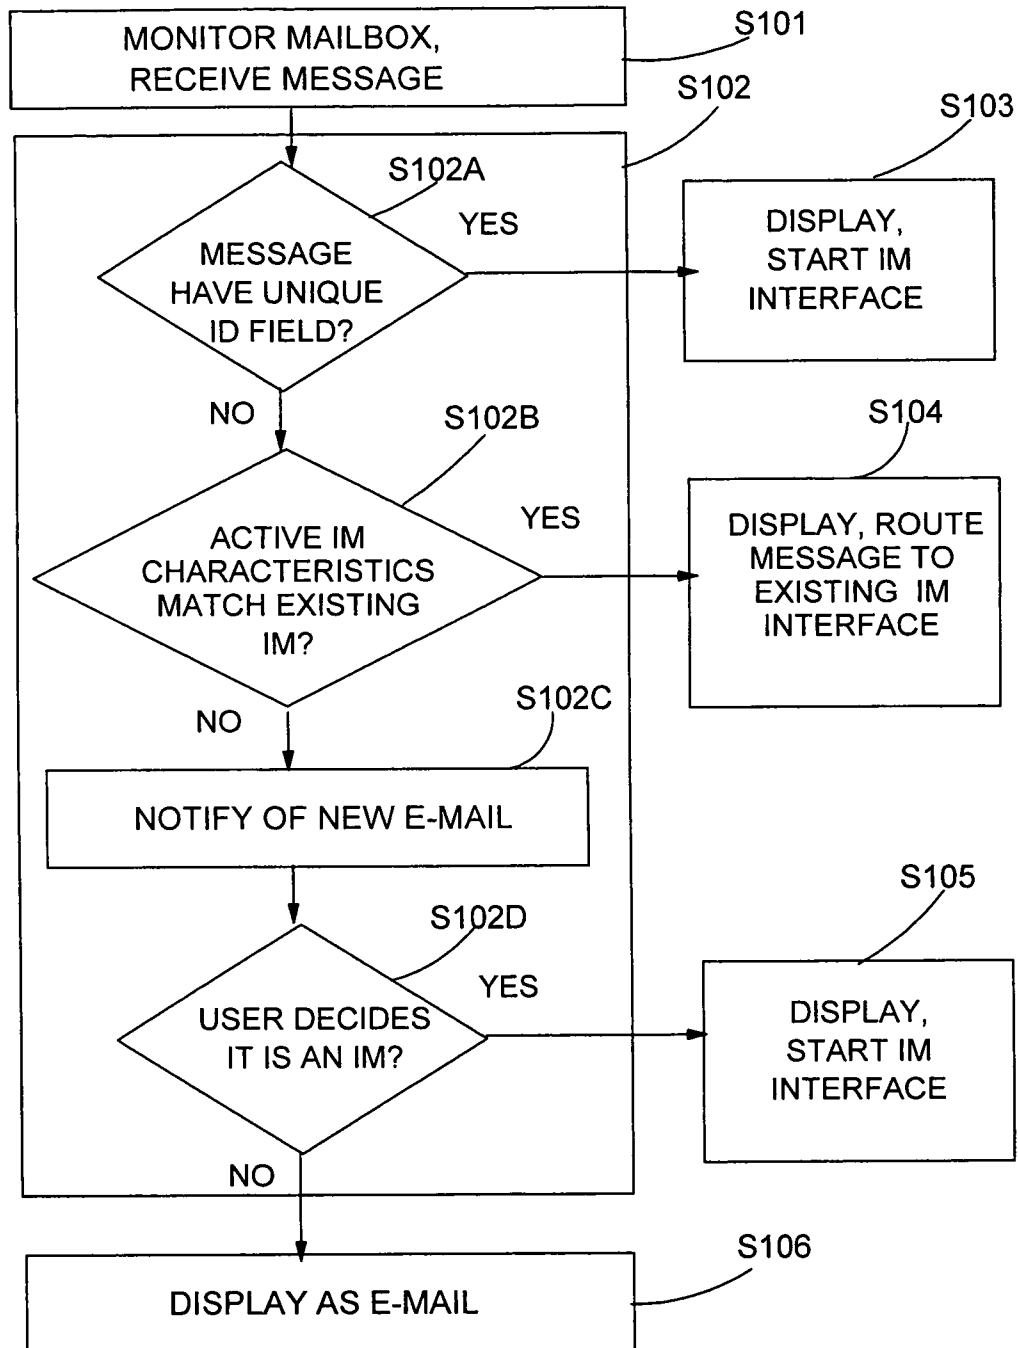 MONITOR MAILBOX,
RECEIVE MESSAGE
S101
S102
S103
S102A
YES
MESSAGE
HAVE UNIQUE
ID FIELD?
DISPLAY,
START IM
INTERFACE
NO
S102B
S104
YES
ACTIVE IM
CHARACTERISTICS
MATCH EXISTING
IM?
DISPLAY, ROUTE
MESSAGE TO
EXISTING IM
INTERFACE
NO
S102C
NOTIFY OF NEW E-MAIL
S102D
S105
YES
USER DECIDES
IT IS AN IM?
DISPLAY,
START IM
INTERFACE
NO
S106
DISPLAY AS E-MAIL